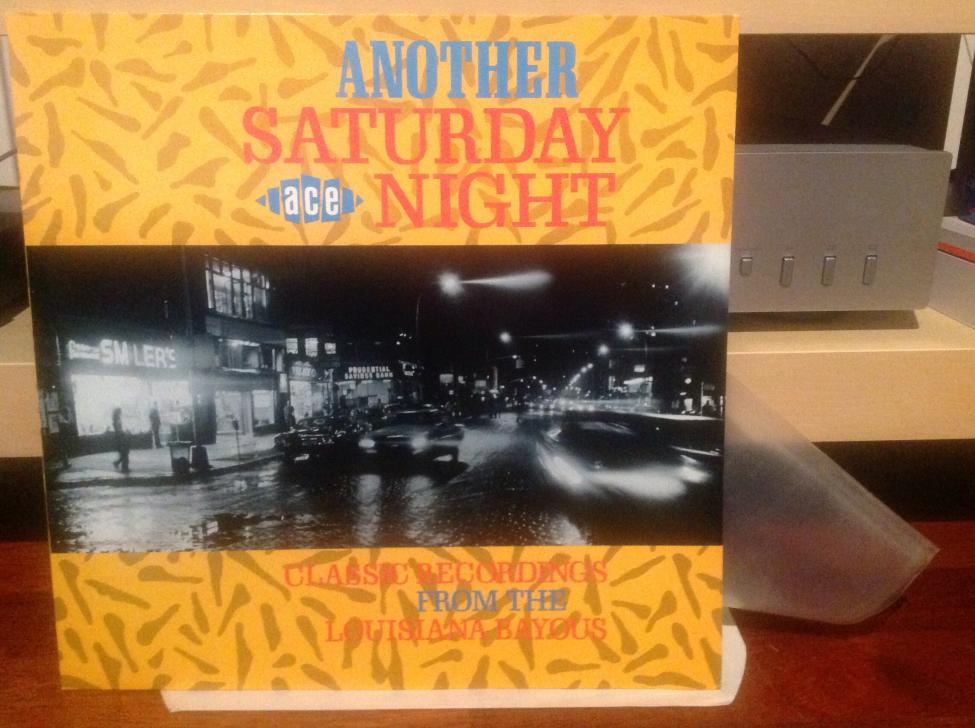 ANOTHER
SATURDAY
ace NIGHT
SMILER'S
PRUDENTIAL
SAVINGS BANK
CLASSIC RECORDINGS
FROM THE
LOUISIANA BAYOUS